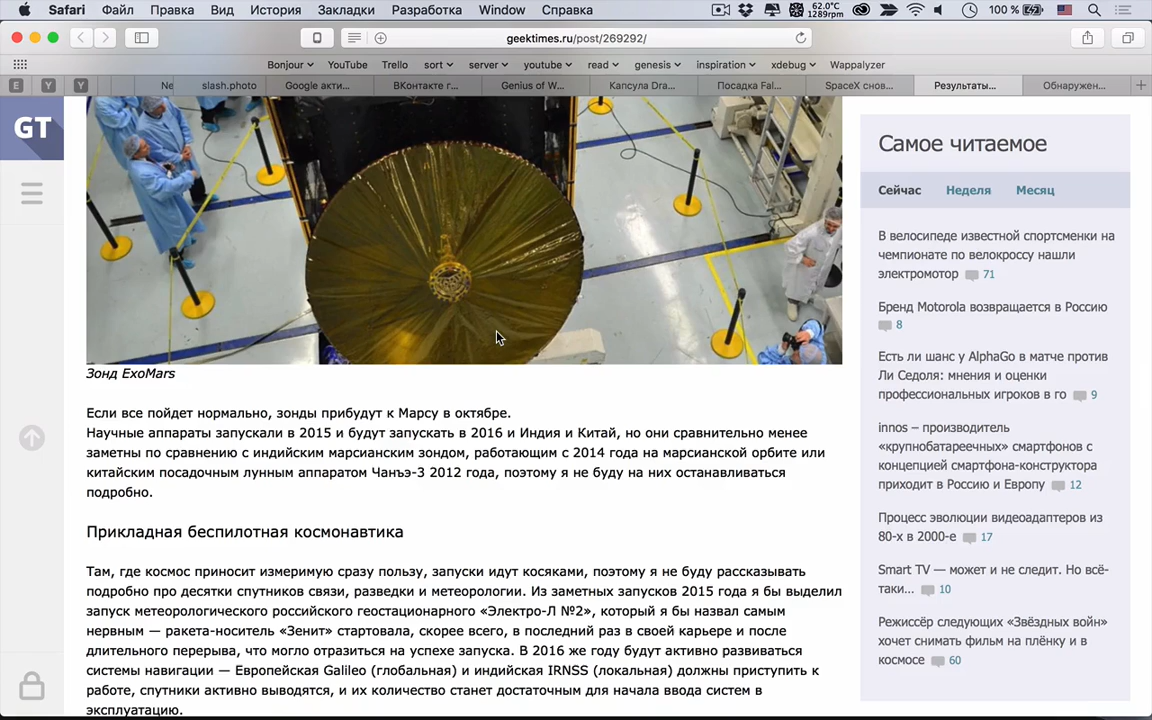 Safari Файл Правка Вид История Закладки Разработка Window Справка 62.0°C 1289rpm 100 %
geektimes.ru/post/269292/
Bonjour YouTube Trello sort server youtube read genesis inspiration xdebug Wappalyzer
E Y Y Ne slash.photo Google акти... ВКонтакте г... Genius of W... Капсула Dra... Посадка Fal... SpaceX снов... Результаты... Обнаружен...
GT
Зонд ExoMars
Если все пойдет нормально, зонды прибудут к Марсу в октябре.
Научные аппараты запускали в 2015 и будут запускать в 2016 и Индия и Китай, но они сравнительно менее
заметны по сравнению с индийским марсианским зондом, работающим с 2014 года на марсианской орбите или
китайским посадочным лунным аппаратом Чанъэ-3 2012 года, поэтому я не буду на них останавливаться
подробно.
Прикладная беспилотная космонавтика
Там, где космос приносит измеримую сразу пользу, запуски идут косяками, поэтому я не буду рассказывать
подробно про десятки спутников связи, разведки и метеорологии. Из заметных запусков 2015 года я бы выделил
запуск метеорологического российского геостационарного «Электро-Л №2», который я бы назвал самым
нервным — ракета-носитель «Зенит» стартовала, скорее всего, в последний раз в своей карьере и после
длительного перерыва, что могло отразиться на успехе запуска. В 2016 же году будут активно развиваться
системы навигации — Европейская Galileo (глобальная) и индийская IRNSS (локальная) должны приступить к
работе, спутники активно выводятся, и их количество станет достаточным для начала ввода систем в
эксплуатацию.
Самое читаемое
Сейчас Неделя Месяц
В велосипеде известной спортсменки на
чемпионате по велокроссу нашли
электромотор 71
Бренд Motorola возвращается в Россию
8
Есть ли шанс у AlphaGo в матче против
Ли Седоля: мнения и оценки
профессиональных игроков в го 9
innos – производитель
«крупнобатареечных» смартфонов с
концепцией смартфона-конструктора
приходит в Россию и Европу 12
Процесс эволюции видеоадаптеров из
80-х в 2000-е 17
Smart TV — может и не следит. Но всё-
таки... 10
Режиссёр следующих «Звёздных войн»
хочет снимать фильм на плёнку и в
космосе 60